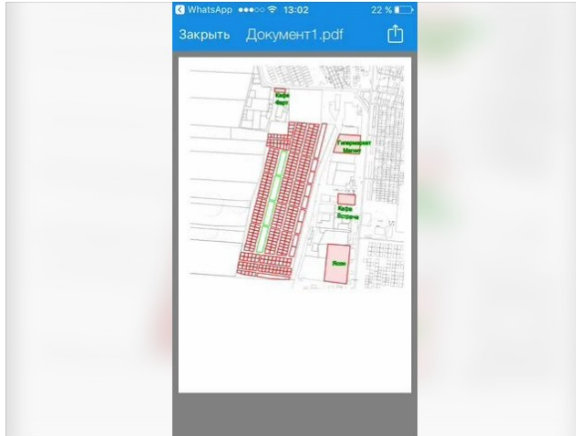 WhatsApp 13:02 22 %
Закрыть Документ1.pdf
Кафе
Гипермаркет
Магнит
Кафе
Встреча